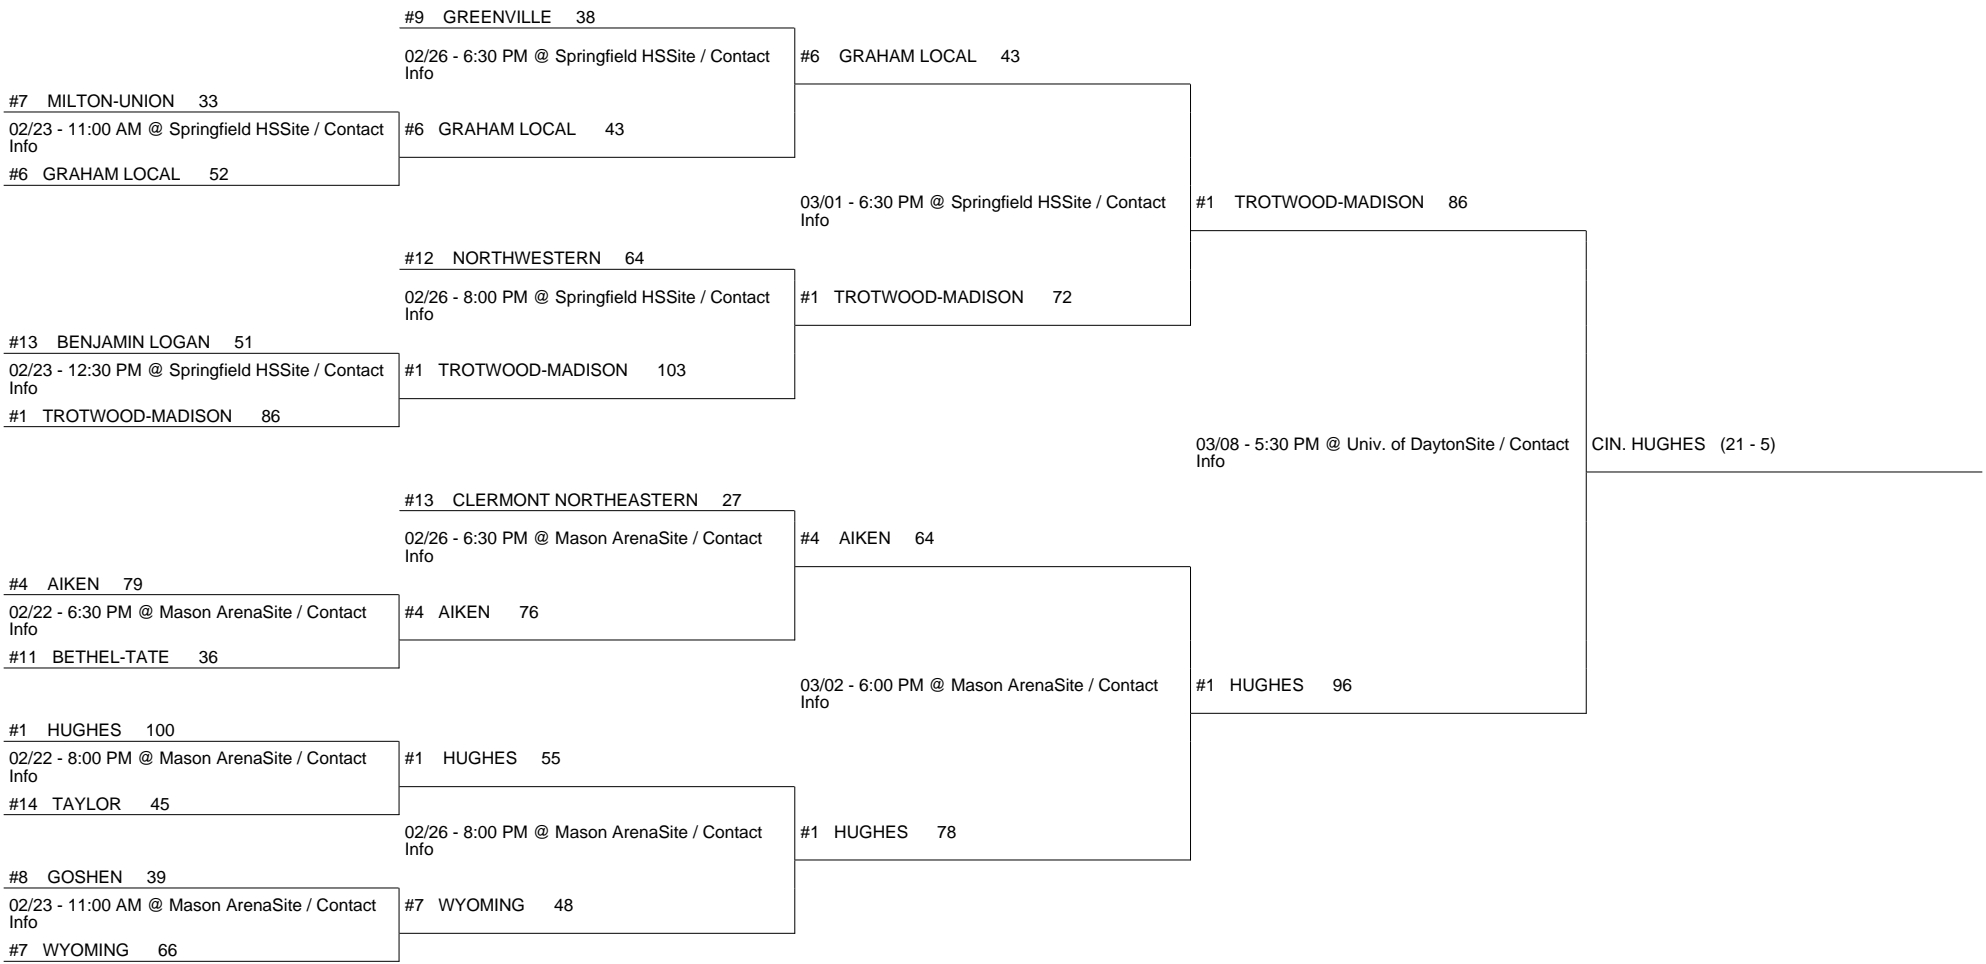 #9 GREENVILLE 38
02/26 - 6:30 PM @ Springfield HSSite / Contact
Info
#6 GRAHAM LOCAL 43
#7 MILTON-UNION 33
02/23 - 11:00 AM @ Springfield HSSite / Contact
Info
#6 GRAHAM LOCAL 43
#6 GRAHAM LOCAL 52
03/01 - 6:30 PM @ Springfield HSSite / Contact
Info
#1 TROTWOOD-MADISON 86
#12 NORTHWESTERN 64
02/26 - 8:00 PM @ Springfield HSSite / Contact
Info
#1 TROTWOOD-MADISON 72
#13 BENJAMIN LOGAN 51
02/23 - 12:30 PM @ Springfield HSSite / Contact
Info
#1 TROTWOOD-MADISON 103
#1 TROTWOOD-MADISON 86
03/08 - 5:30 PM @ Univ. of DaytonSite / Contact
Info
CIN. HUGHES (21 - 5)
#13 CLERMONT NORTHEASTERN 27
02/26 - 6:30 PM @ Mason ArenaSite / Contact
Info
#4 AIKEN 64
#4 AIKEN 79
02/22 - 6:30 PM @ Mason ArenaSite / Contact
Info
#4 AIKEN 76
#11 BETHEL-TATE 36
03/02 - 6:00 PM @ Mason ArenaSite / Contact
Info
#1 HUGHES 96
#1 HUGHES 100
02/22 - 8:00 PM @ Mason ArenaSite / Contact
Info
#1 HUGHES 55
#14 TAYLOR 45
02/26 - 8:00 PM @ Mason ArenaSite / Contact
Info
#1 HUGHES 78
#8 GOSHEN 39
02/23 - 11:00 AM @ Mason ArenaSite / Contact
Info
#7 WYOMING 48
#7 WYOMING 66